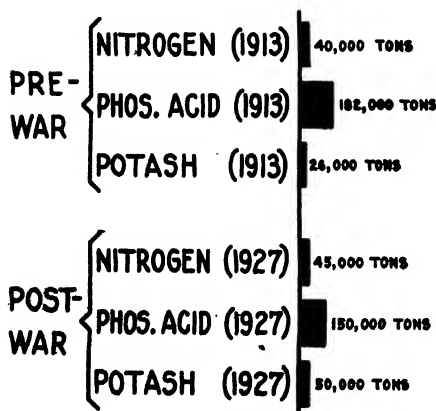 PRE-WAR
NITROGEN (1913) 40,000 TONS
PHOS. ACID (1913) 182,000 TONS
POTASH (1913) 26,000 TONS
POST-WAR
NITROGEN (1927) 45,000 TONS
PHOS. ACID (1927) 150,000 TONS
POTASH (1927) 50,000 TONS